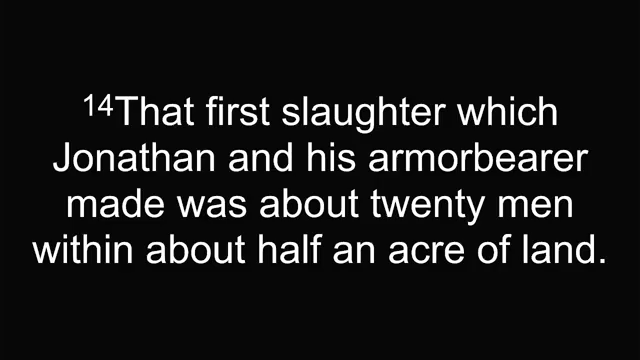 ¹⁴That first slaughter which
Jonathan and his armorbearer
made was about twenty men
within about half an acre of land.